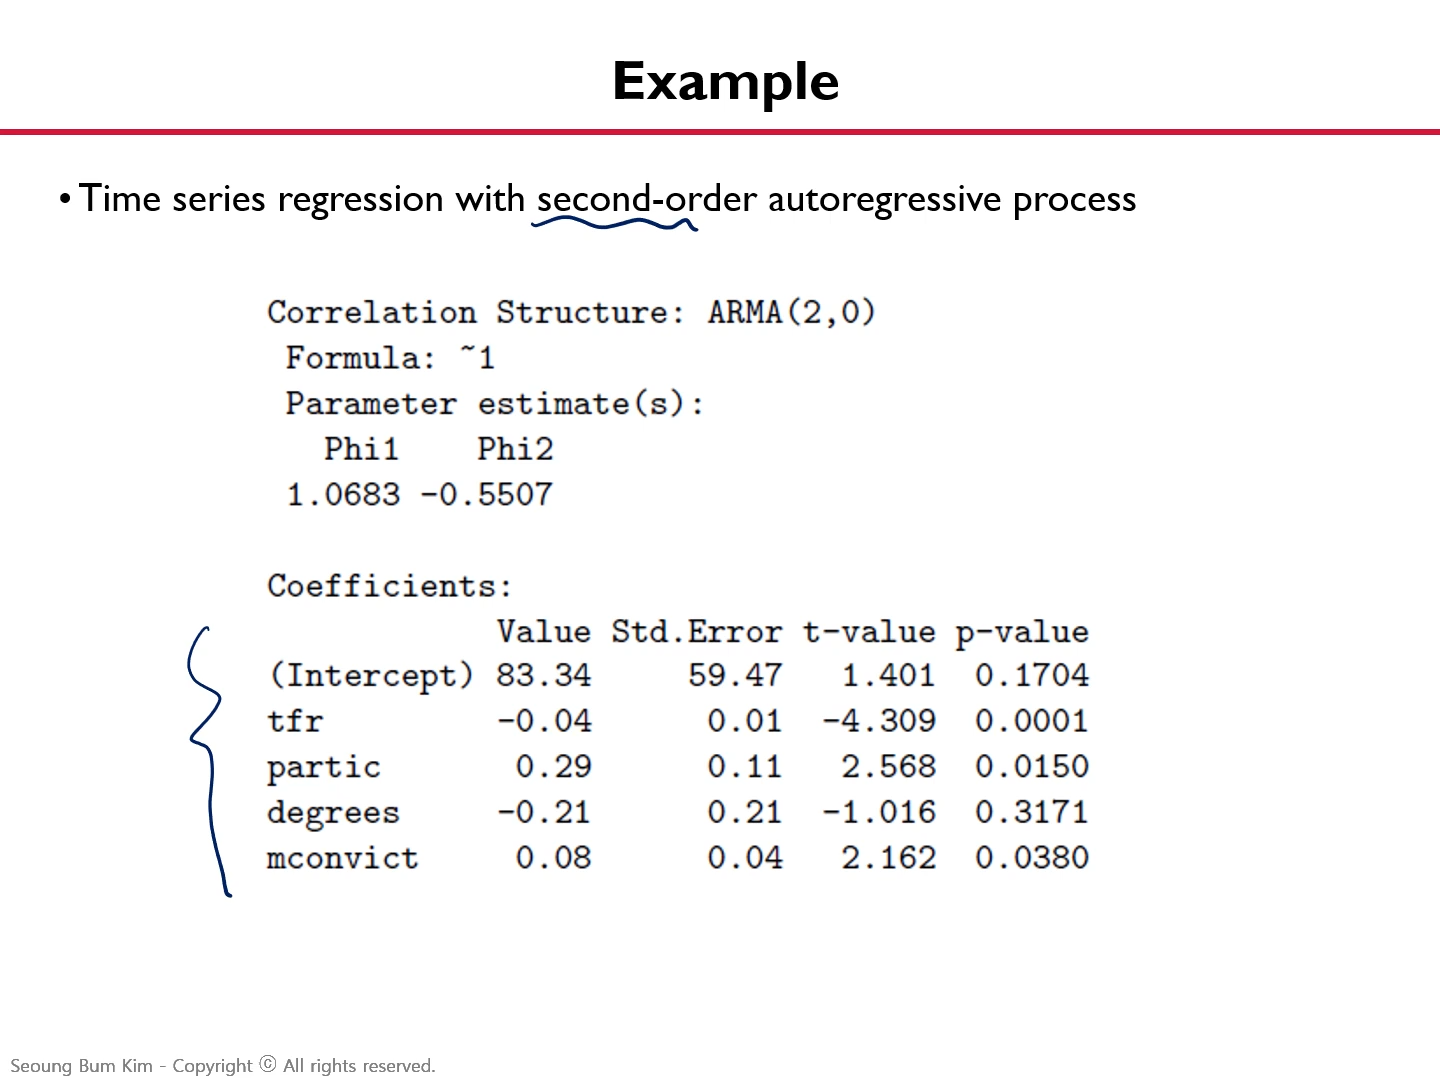 Example
• Time series regression with second-order autoregressive process
Correlation Structure: ARMA(2,0)
Formula: ~1
Parameter estimate(s):
Phi1 Phi2
1.0683 -0.5507
Coefficients:
Value Std.Error t-value p-value
(Intercept) 83.34 59.47 1.401 0.1704
tfr -0.04 0.01 -4.309 0.0001
partic 0.29 0.11 2.568 0.0150
degrees -0.21 0.21 -1.016 0.3171
mconvict 0.08 0.04 2.162 0.0380
Seoung Bum Kim - Copyright © All rights reserved.